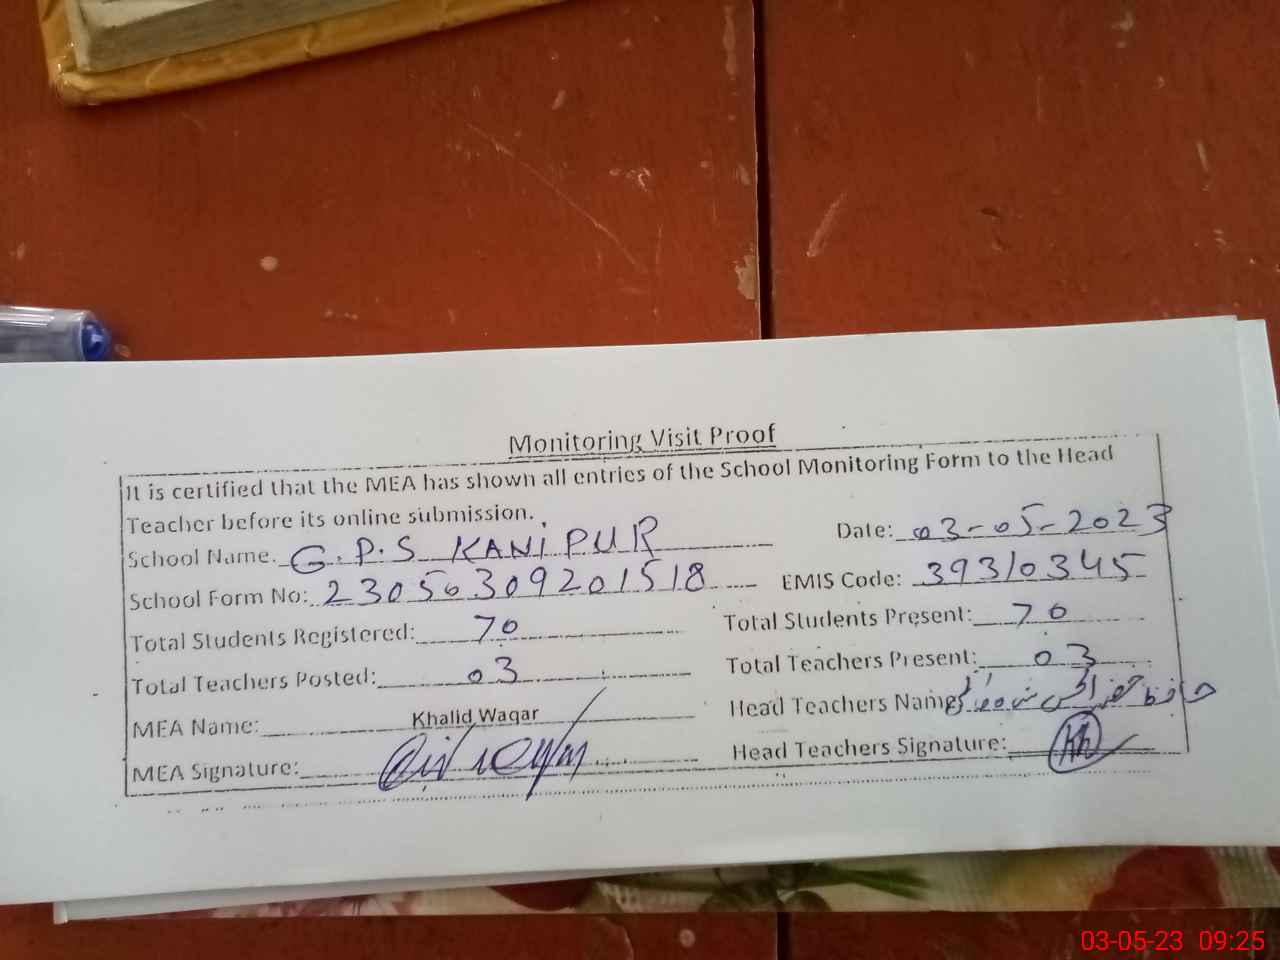 Monitoring Visit Proof
It is certified that the MEA has shown all entries of the School Monitoring Form to the Head
Teacher before its online submission.
School Name. G.P.S KANIPUR Date: 03-05-2023
School Form No: 23050309201518 EMIS Code: 39310345
Total Students Registered: 70 Total Students Present: 70
Total Teachers Posted: 03 Total Teachers Present: 03
MEA Name: Khalid Waqar Head Teachers Name: حافظ
MEA Signature: Head Teachers Signature:
03-05-23 09:25